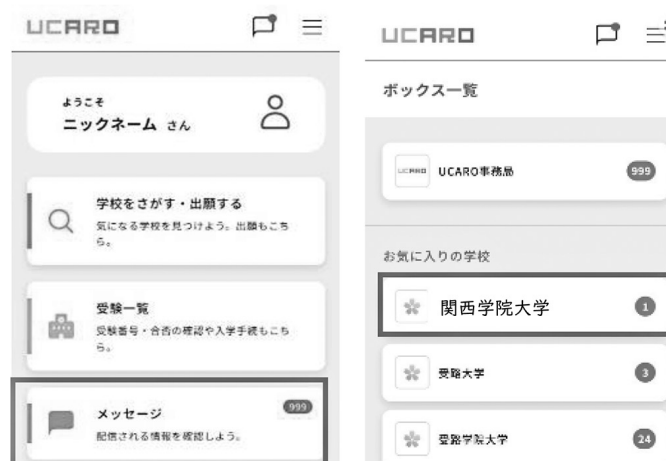 UCARO
ようこそ
ニックネーム さん
学校をさがす・出願する
気になる学校を見つけよう。出願もこち
ら。
受験一覧
受験番号・合否の確認や入学手続もこち
ら。
メッセージ
999
配信される情報を確認しよう。
UCARO
ボックス一覧
UCARO
UCARO事務局
999
お気に入りの学校
関西学院大学
1
受路大学
3
受路学院大学
24